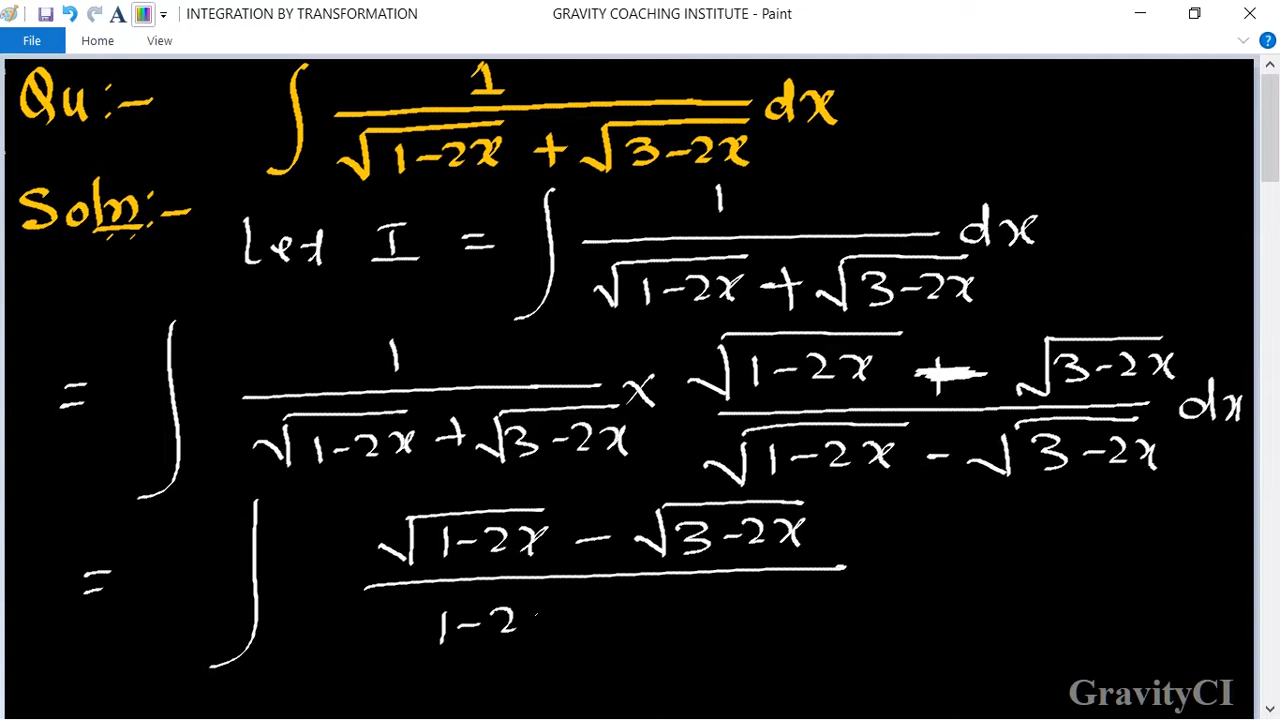 INTEGRATION BY TRANSFORMATION GRAVITY COACHING INSTITUTE - Paint
File Home View
Qu:- ∫ 1/(√(1-2x) + √(3-2x)) dx
Soln:-
Let I = ∫ 1/(√(1-2x) + √(3-2x)) dx
= ∫ 1/(√(1-2x) + √(3-2x)) × (√(1-2x) - √(3-2x))/(√(1-2x) - √(3-2x)) dx
= ∫ (√(1-2x) - √(3-2x))/(1-2
GravityCI